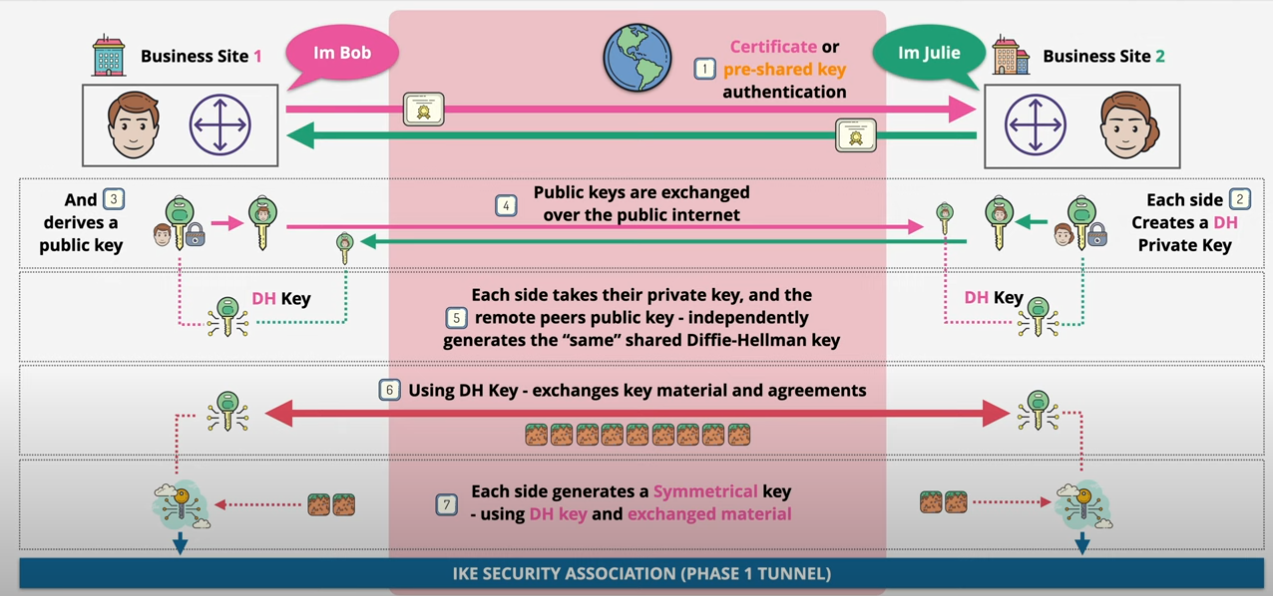 Business Site 1
Im Bob
1
Certificate or
pre-shared key
authentication
Im Julie
Business Site 2
And 3
derives a
public key
4
Public keys are exchanged
over the public internet
Each side 2
Creates a DH
Private Key
DH Key
Each side takes their private key, and the
5 remote peers public key - independently
generates the “same” shared Diffie-Hellman key
DH Key
6 Using DH Key - exchanges key material and agreements
7
Each side generates a Symmetrical key
- using DH key and exchanged material
IKE SECURITY ASSOCIATION (PHASE 1 TUNNEL)